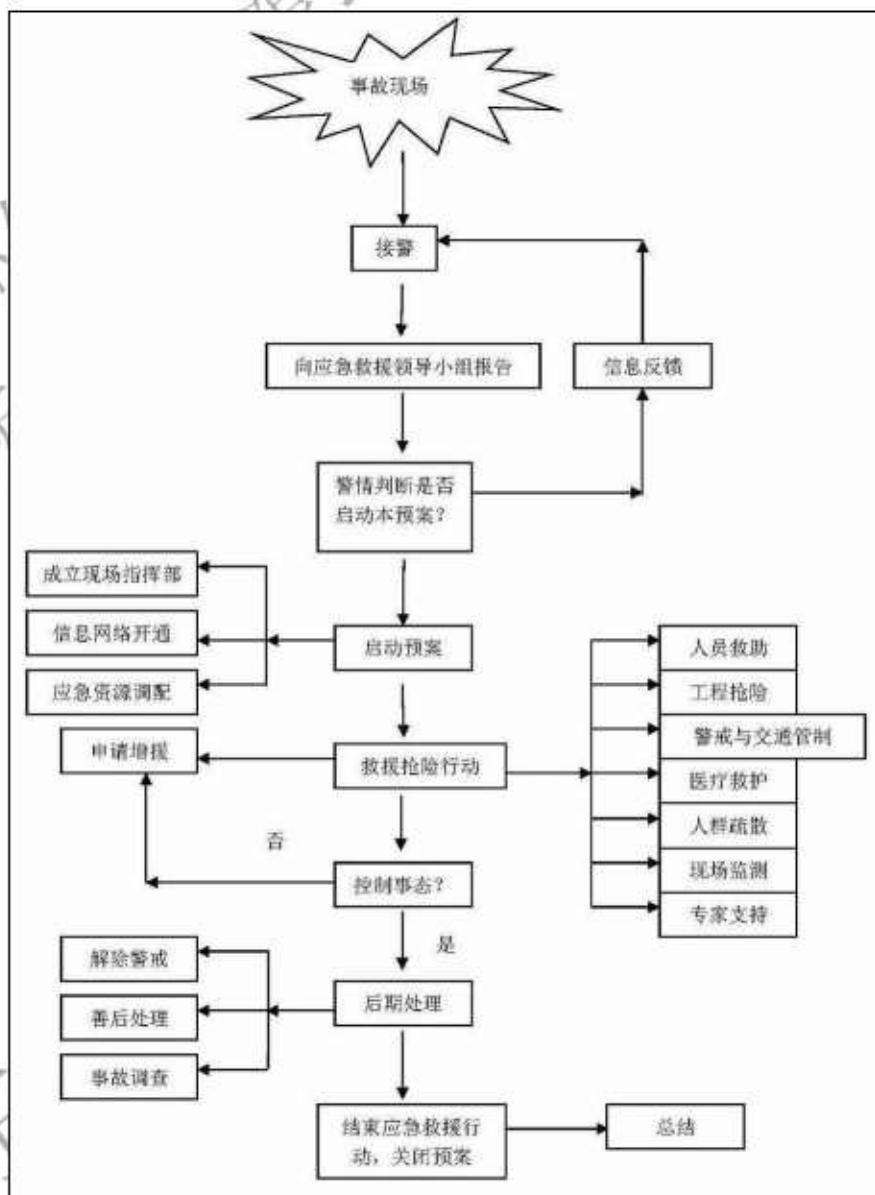 事故现场
接警
向应急救援领导小组报告
信息反馈
警情判断是否
启动本预案？
成立现场指挥部
信息网络开通
启动预案
人员救助
应急资源调配
工程抢险
申请增援
警戒与交通管制
救援抢险行动
医疗救护
人群疏散
否
控制事态？
现场监测
专家支持
是
解除警戒
后期处理
善后处理
事故调查
结束应急救援行
动，关闭预案
总结